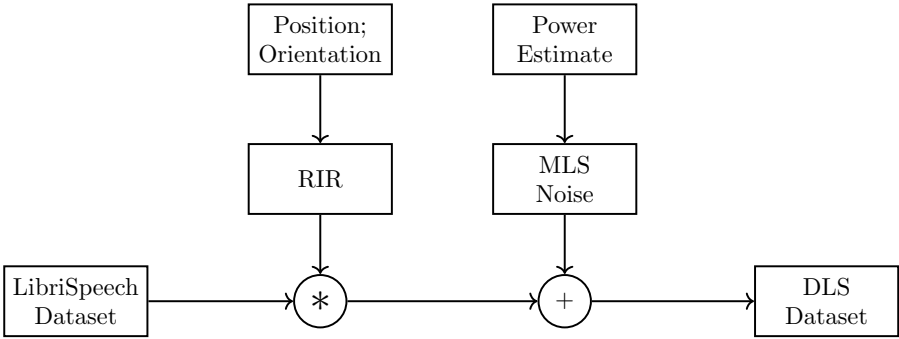 Position;
Orientation
Power
Estimate
RIR
MLS
Noise
LibriSpeech
Dataset
*
+
DLS
Dataset